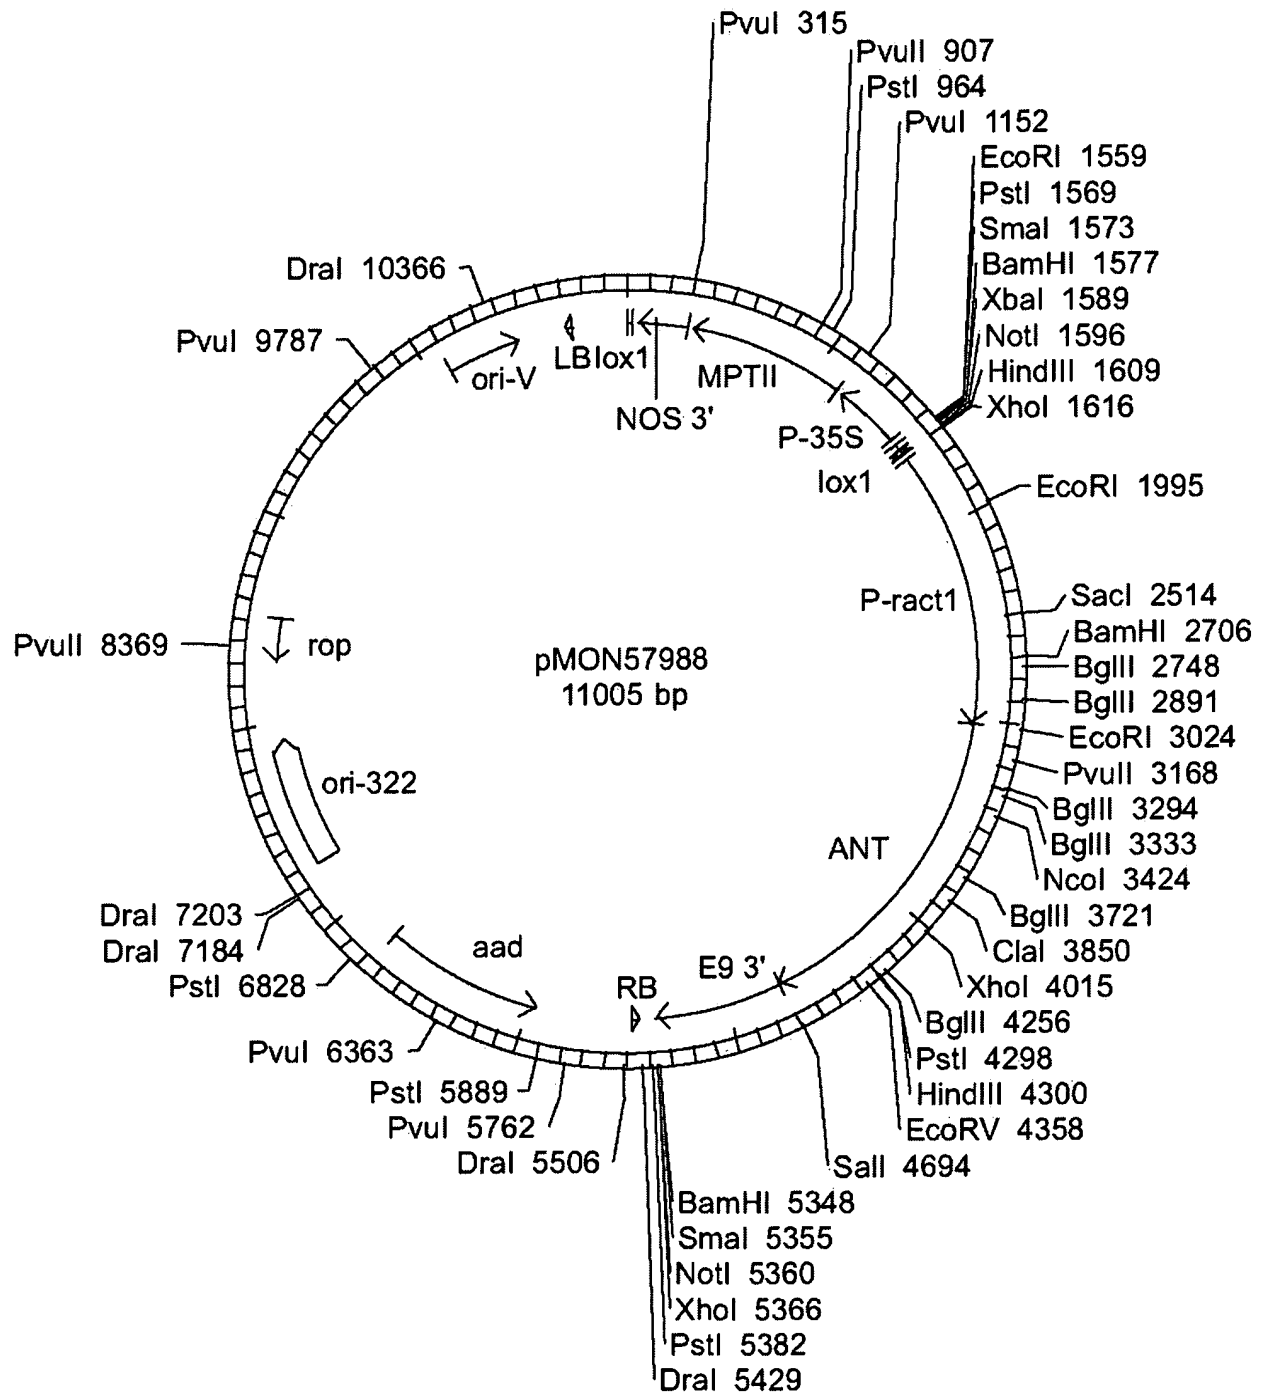 PvuI 315
PvuII 907
PstI 964
PvuI 1152
EcoRI 1559
PstI 1569
SmaI 1573
BamHI 1577
XbaI 1589
NotI 1596
HindIII 1609
XhoI 1616
EcoRI 1995
SacI 2514
BamHI 2706
BglII 2748
BglII 2891
EcoRI 3024
PvuII 3168
BglII 3294
BglII 3333
NcoI 3424
BglII 3721
ClaI 3850
XhoI 4015
BglII 4256
PstI 4298
HindIII 4300
EcoRV 4358
SalI 4694
BamHI 5348
SmaI 5355
NotI 5360
XhoI 5366
PstI 5382
DraI 5429
DraI 5506
PvuI 5762
PstI 5889
PvuI 6363
PstI 6828
DraI 7184
DraI 7203
PvuII 8369
PvuI 9787
DraI 10366
ori-V
LB
lox1
NOS 3'
MPTII
P-35S
lox1
P-ract1
ANT
E9 3'
RB
aad
ori-322
rop
pMON57988
11005 bp